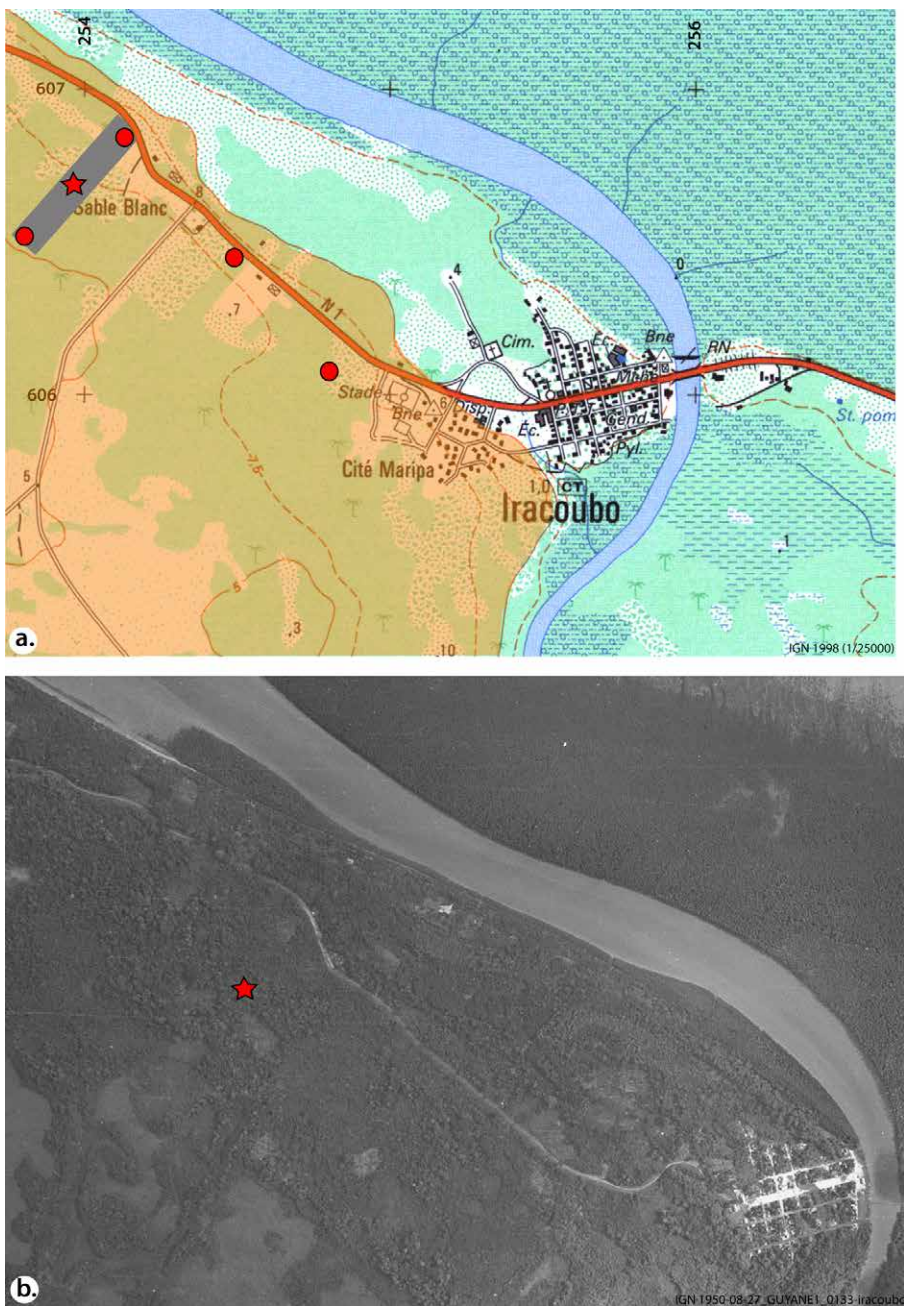 254
256
607
Sable Blanc
8
7
N 1
4
Cim.
Éc.
Bne
0
RN
606
Stade
Bne
6
Disp.
Éc.
Gend.
Pyl.
St. pom
5
7,5
Cité Maripa
1,0 CT
Iracoubo
1
5
3
10
a.
IGN 1998 (1/25000)
b.
IGN 1950-08-27_GUYANE1_0133-iracoubo